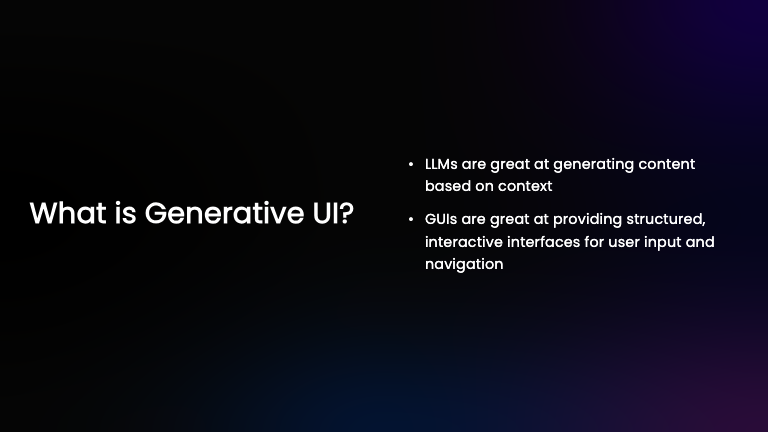 What is Generative UI?
• LLMs are great at generating content
based on context
• GUIs are great at providing structured,
interactive interfaces for user input and
navigation